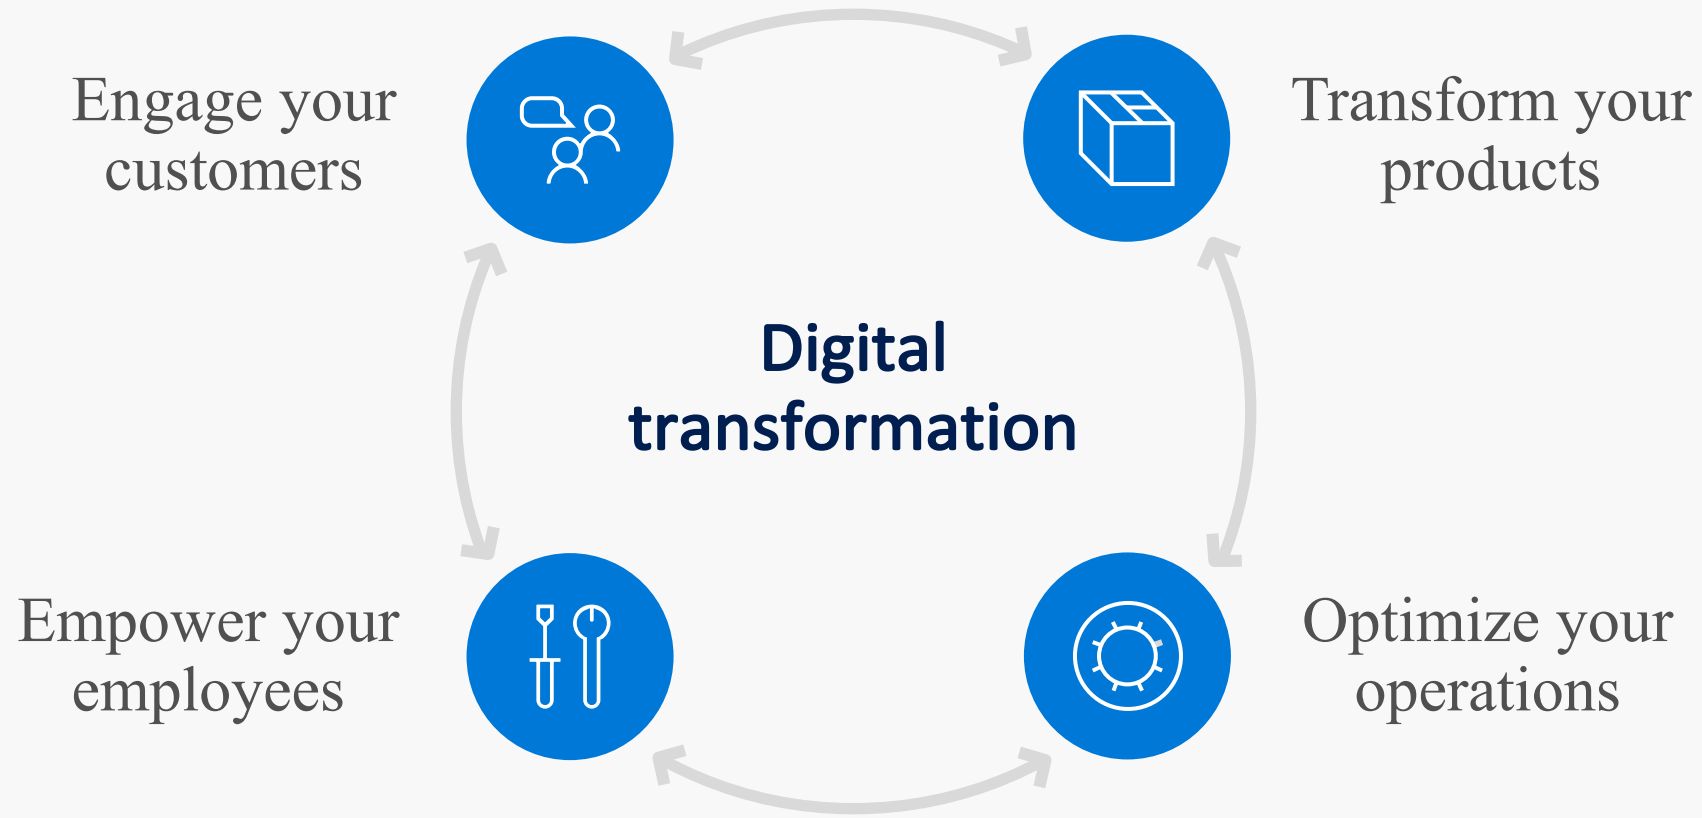 Engage your
customers
Transform your
products
Digital
transformation
Empower your
employees
Optimize your
operations